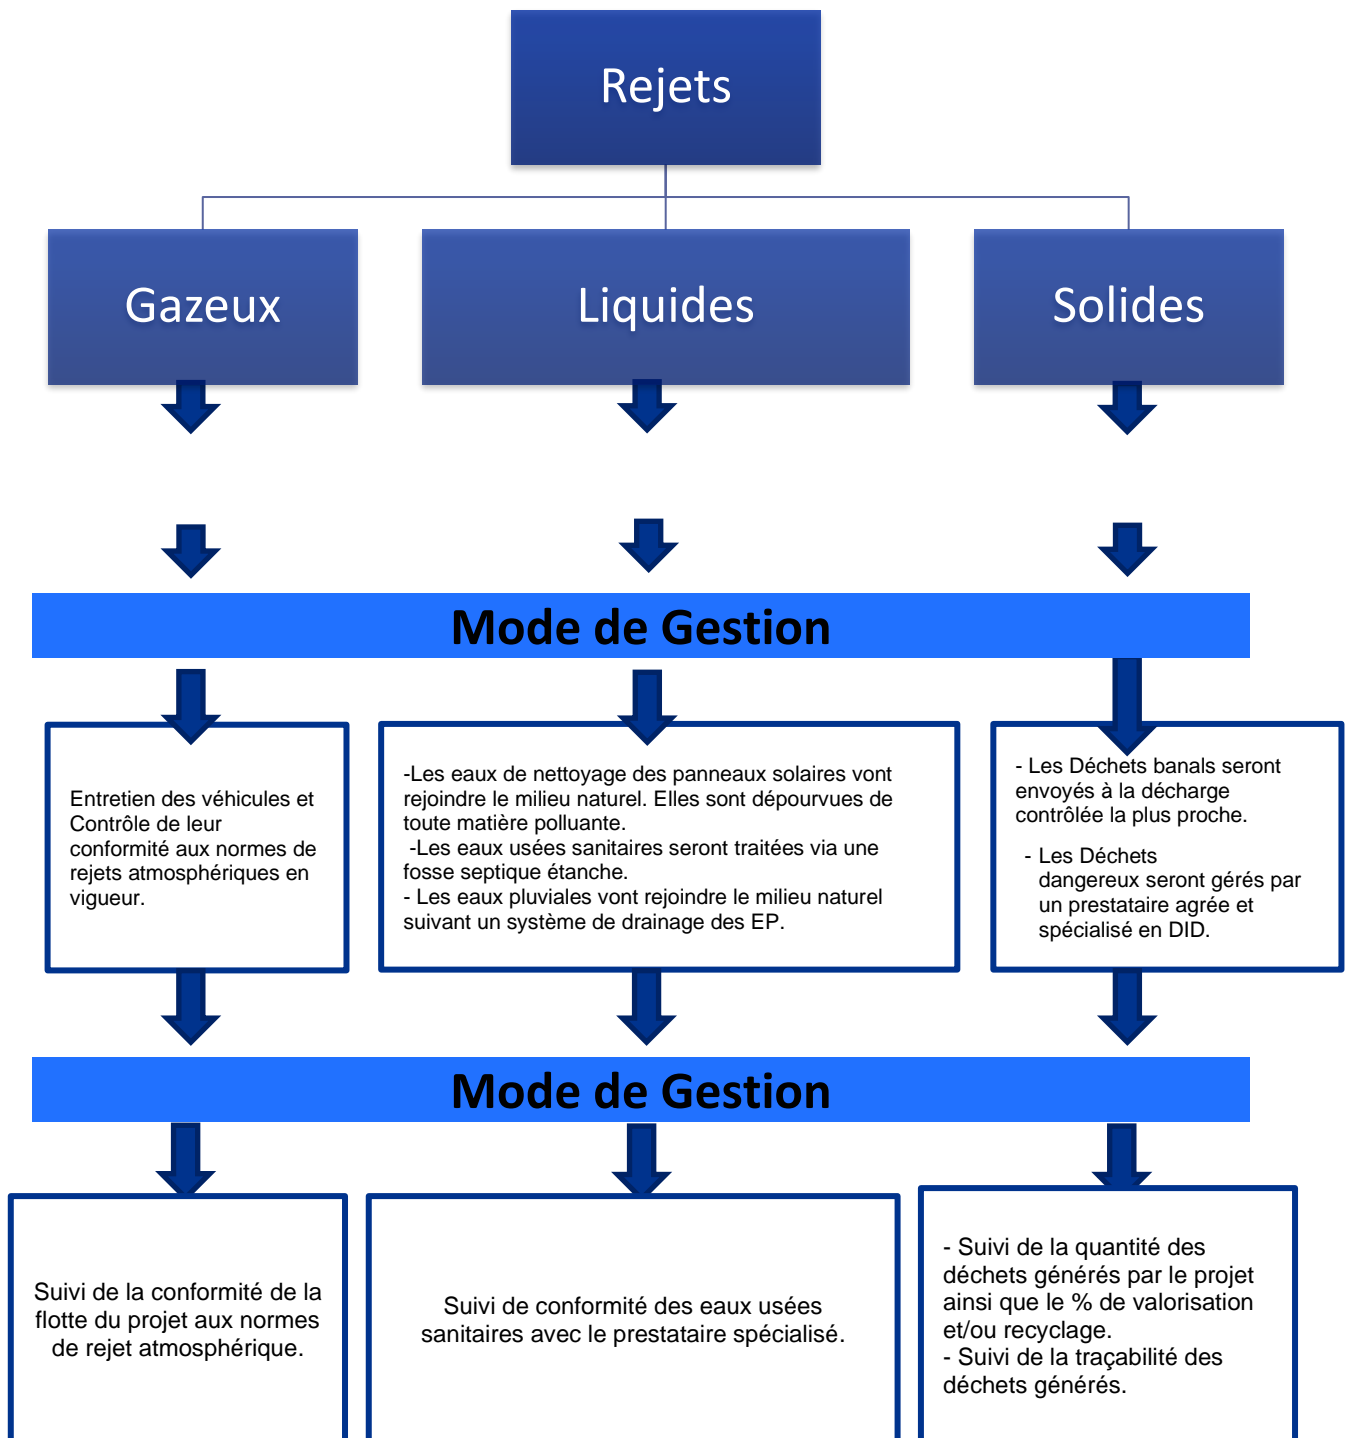 Rejets
Gazeux
Liquides
Solides
Mode de Gestion
Entretien des véhicules et
Contrôle de leur
conformité aux normes de
rejets atmosphériques en
vigueur.
-Les eaux de nettoyage des panneaux solaires vont
rejoindre le milieu naturel. Elles sont dépourvues de
toute matière polluante.
-Les eaux usées sanitaires seront traitées via une
fosse septique étanche.
- Les eaux pluviales vont rejoindre le milieu naturel
suivant un système de drainage des EP.
- Les Déchets banals seront
envoyés à la décharge
contrôlée la plus proche.
- Les Déchets
dangereux seront gérés par
un prestataire agrée et
spécialisé en DID.
Mode de Gestion
Suivi de la conformité de la
flotte du projet aux normes
de rejet atmosphérique.
Suivi de conformité des eaux usées
sanitaires avec le prestataire spécialisé.
- Suivi de la quantité des
déchets générés par le projet
ainsi que le % de valorisation
et/ou recyclage.
- Suivi de la traçabilité des
déchets générés.